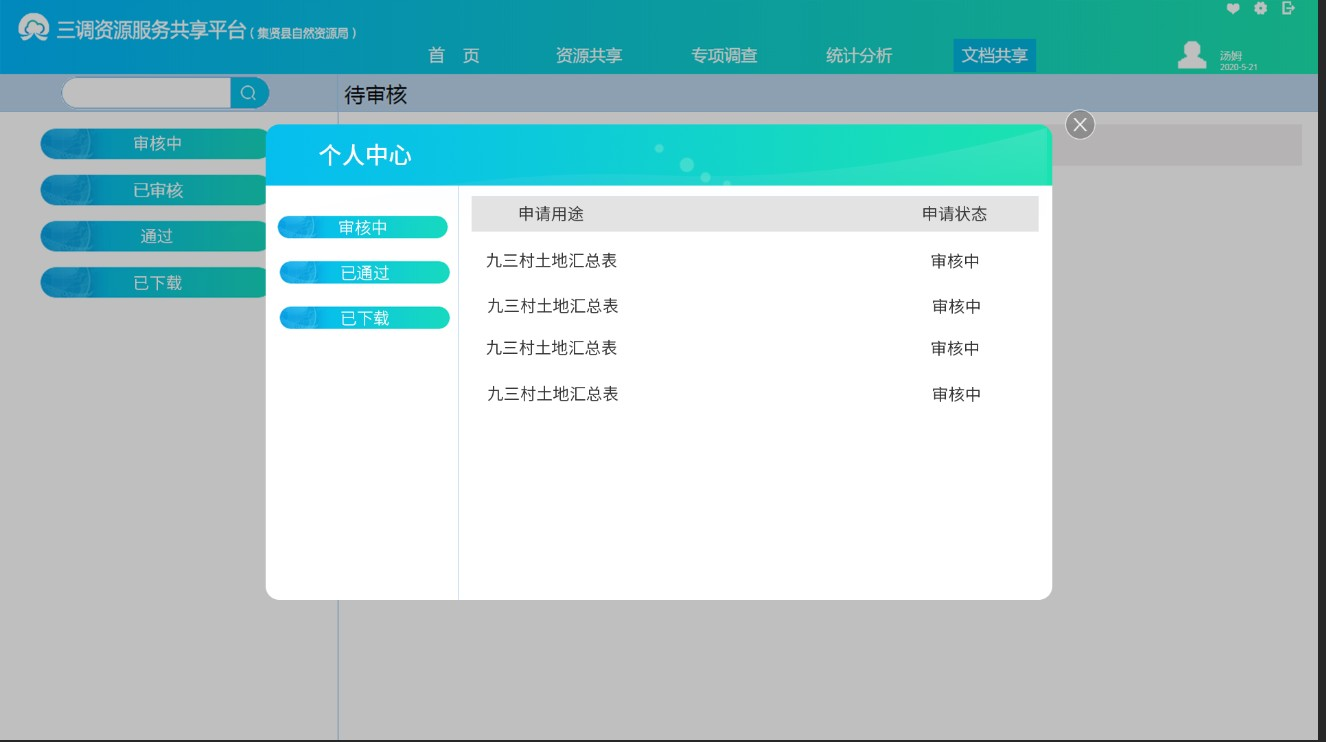 三调资源服务共享平台(集贤县自然资源局)
首 页 资源共享 专项调查 统计分析 文档共享
汤姆
2020-5-21
待审核
审核中
已审核
通过
已下载
个人中心
审核中
已通过
已下载
申请用途 申请状态
九三村土地汇总表 审核中
九三村土地汇总表 审核中
九三村土地汇总表 审核中
九三村土地汇总表 审核中